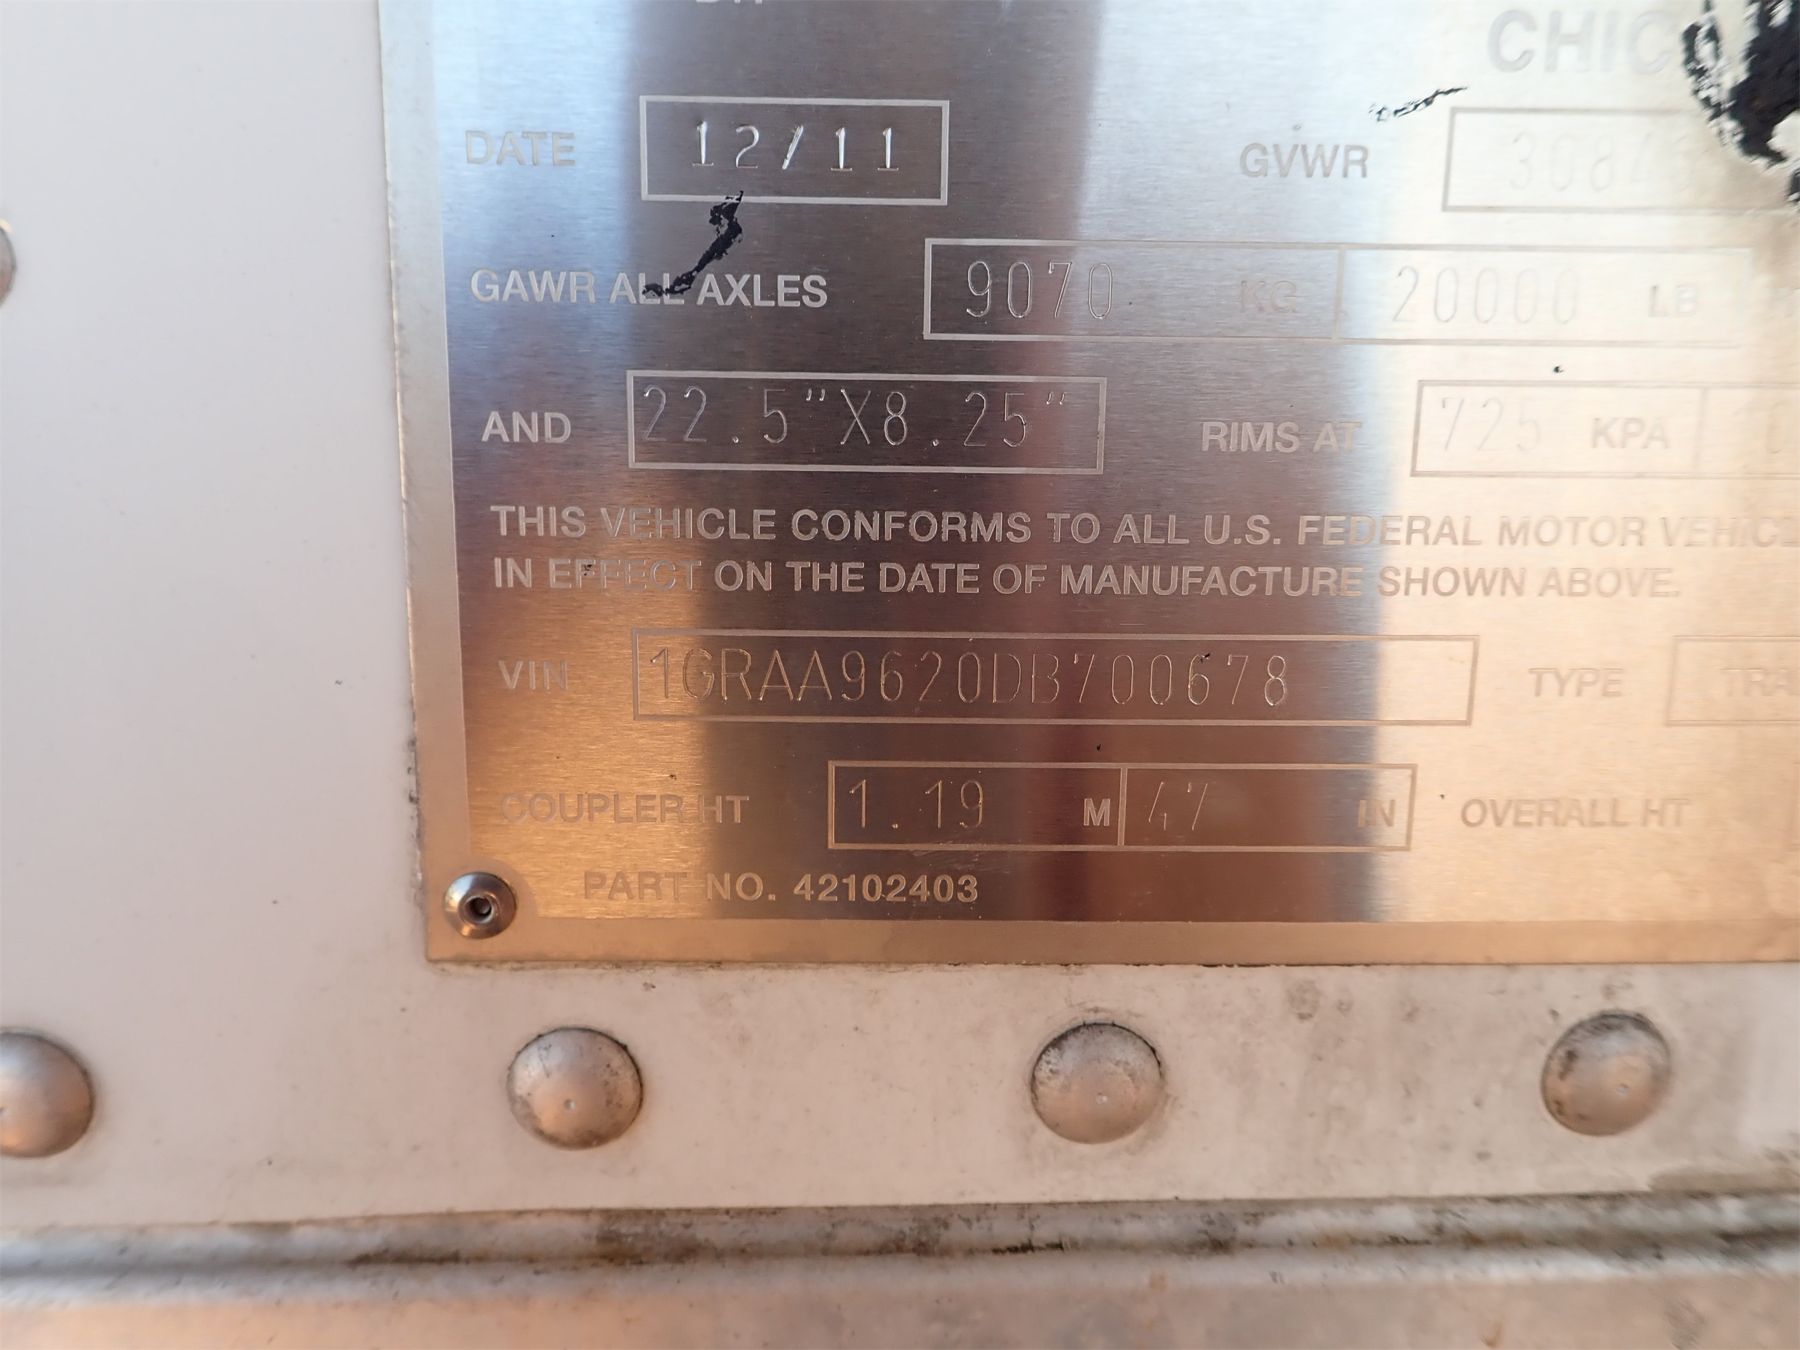 CHIC
DATE 12/11 GVWR
GAWR ALL AXLES 9070 KG 20000 LB
AND 22.5"X8.25" RIMS AT 725 KPA
THIS VEHICLE CONFORMS TO ALL U.S. FEDERAL MOTOR VEHICL
IN EFFECT ON THE DATE OF MANUFACTURE SHOWN ABOVE.
VIN 1GRAA9620DB700678 TYPE TRA
COUPLER HT 1.19 M 47 IN OVERALL HT
PART NO. 42102403